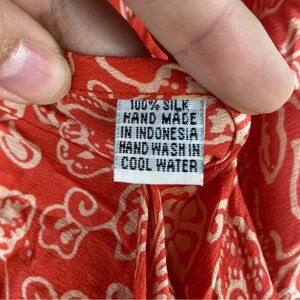 100% SILK
HAND MADE
IN INDONESIA
HAND WASH IN
COOL WATER